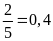 2/5 = 0,4